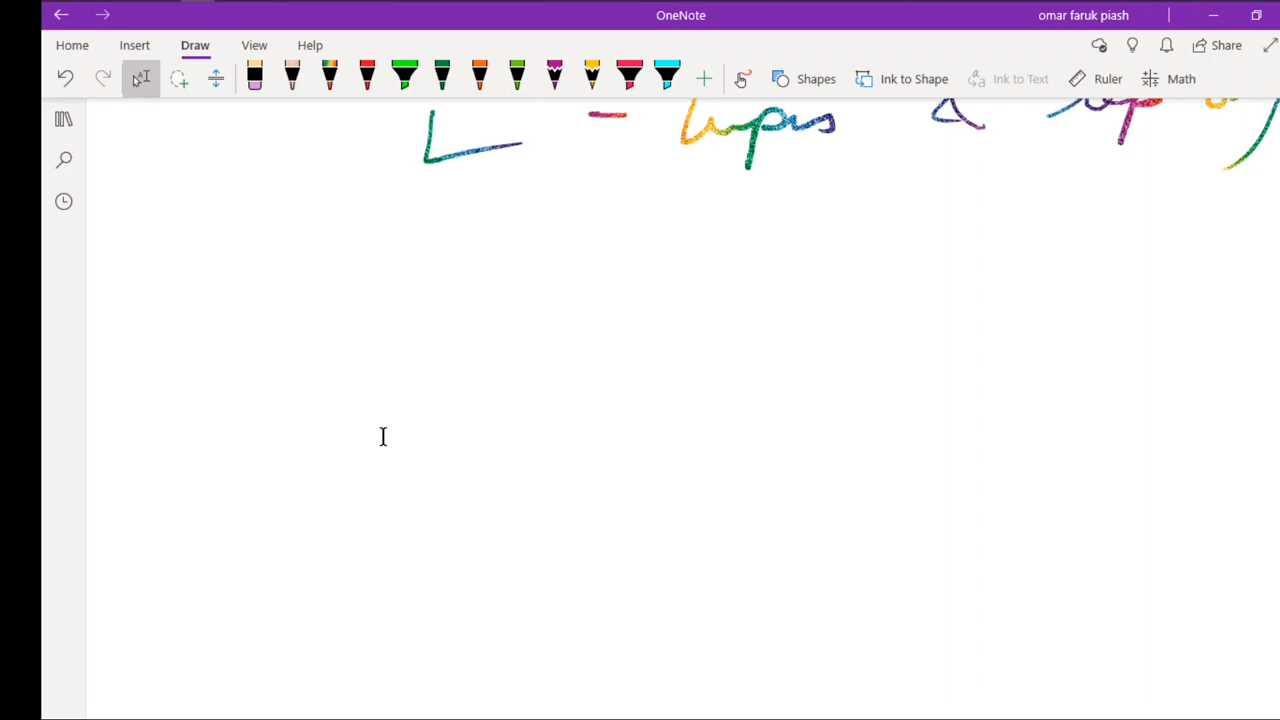 OneNote
omar faruk piash
Home Insert Draw View Help
Share
Shapes Ink to Shape Ink to Text Ruler Math
L - Lupus &